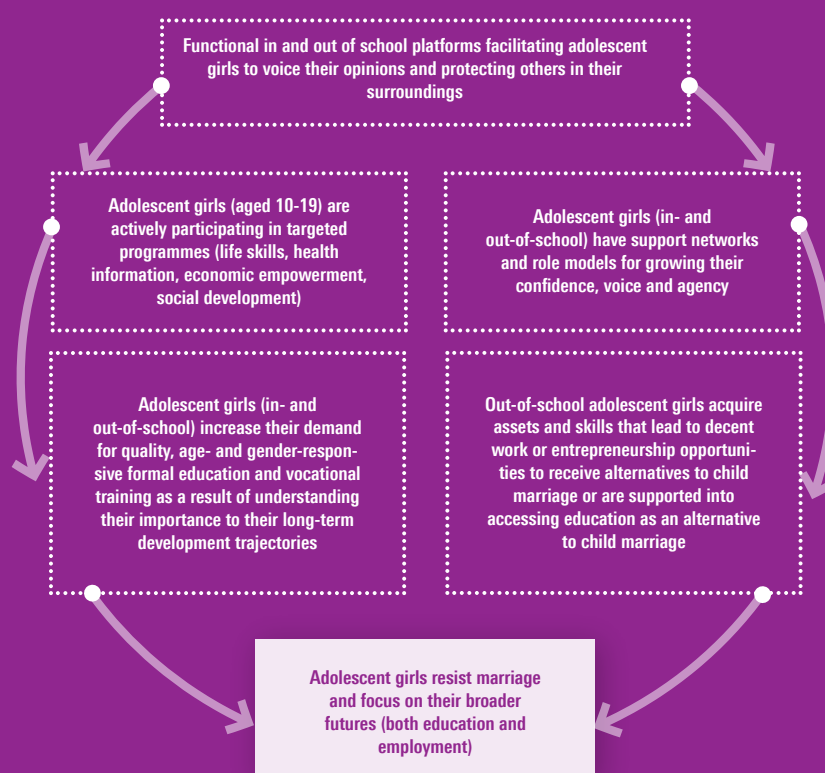 Functional in and out of school platforms facilitating adolescent
girls to voice their opinions and protecting others in their
surroundings
Adolescent girls (aged 10-19) are
actively participating in targeted
programmes (life skills, health
information, economic empowerment,
social development)
Adolescent girls (in- and
out-of-school) have support networks
and role models for growing their
confidence, voice and agency
Adolescent girls (in- and
out-of-school) increase their demand
for quality, age- and gender-respon-
sive formal education and vocational
training as a result of understanding
their importance to their long-term
development trajectories
Out-of-school adolescent girls acquire
assets and skills that lead to decent
work or entrepreneurship opportuni-
ties to receive alternatives to child
marriage or are supported into
accessing education as an alternative
to child marriage
Adolescent girls resist marriage
and focus on their broader
futures (both education and
employment)